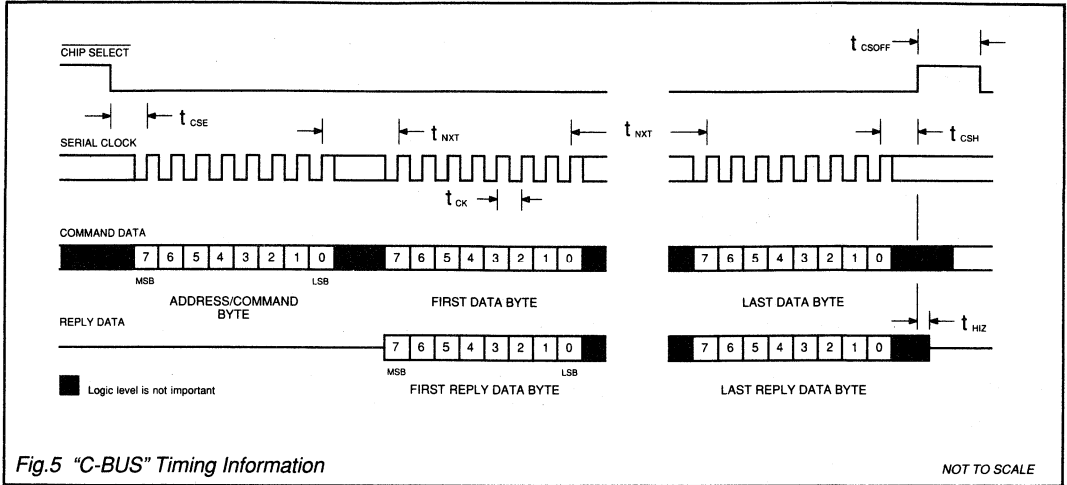 CHIP SELECT
t CSOFF
t CSE
SERIAL CLOCK
t NXT
t NXT
t CSH
t CK
COMMAND DATA
7 6 5 4 3 2 1 0
7 6 5 4 3 2 1 0
7 6 5 4 3 2 1 0
MSB
LSB
ADDRESS/COMMAND
BYTE
FIRST DATA BYTE
LAST DATA BYTE
REPLY DATA
t HIZ
7 6 5 4 3 2 1 0
7 6 5 4 3 2 1 0
MSB
LSB
Logic level is not important
FIRST REPLY DATA BYTE
LAST REPLY DATA BYTE
Fig.5 "C-BUS" Timing Information
NOT TO SCALE